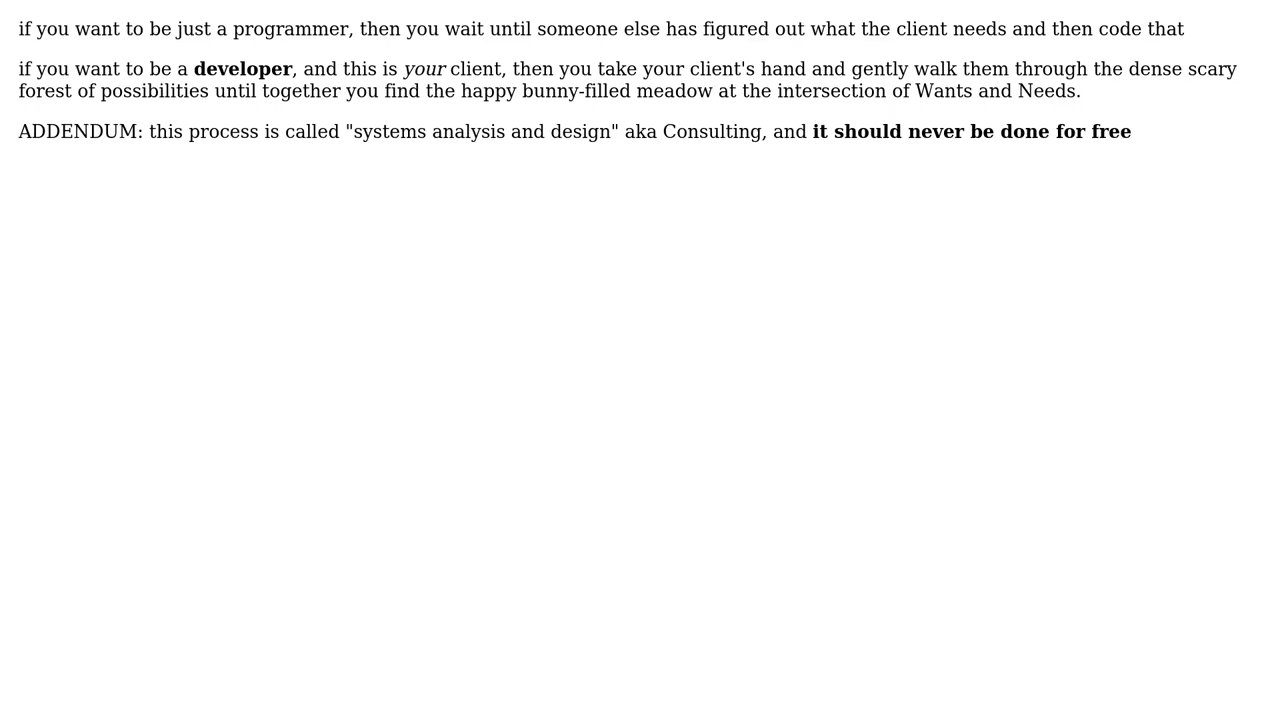 if you want to be just a programmer, then you wait until someone else has figured out what the client needs and then code that
if you want to be a developer, and this is your client, then you take your client's hand and gently walk them through the dense scary
forest of possibilities until together you find the happy bunny-filled meadow at the intersection of Wants and Needs.
ADDENDUM: this process is called "systems analysis and design" aka Consulting, and it should never be done for free